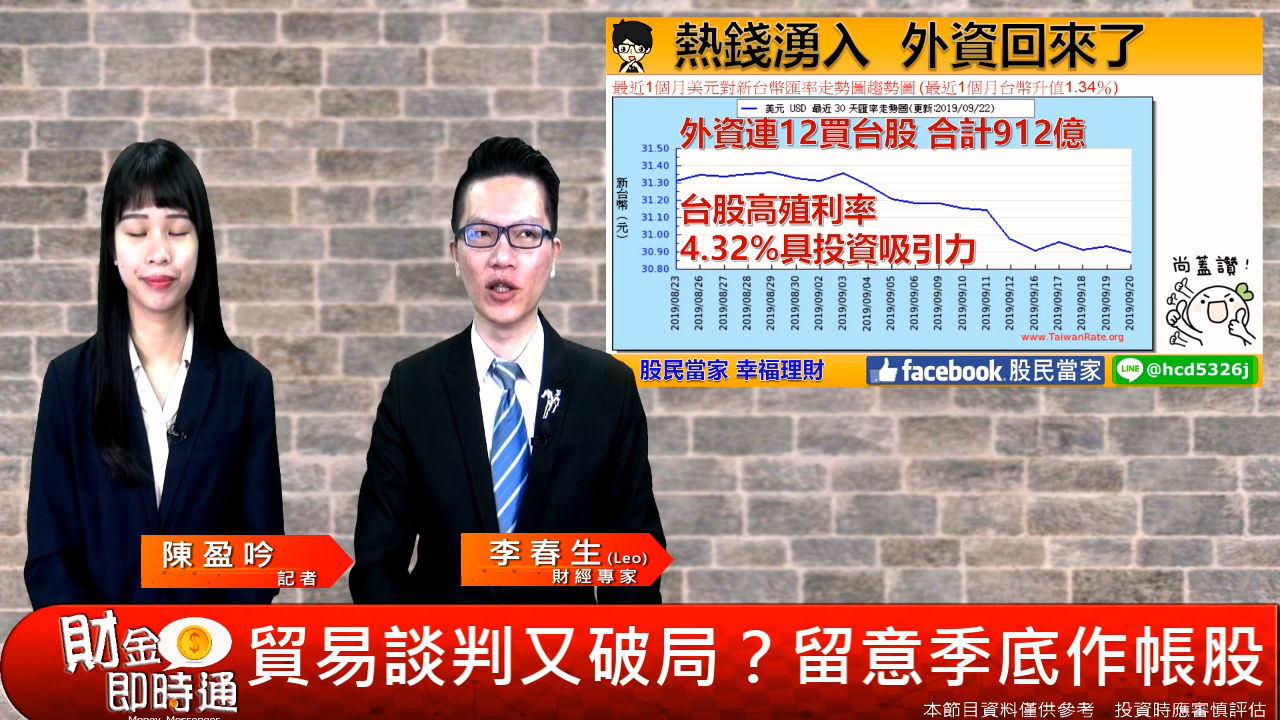 熱錢湧入 外資回來了
最近1個月美元對新台幣匯率走勢圖趨勢圖 (最近1個月台幣升值1.34%)
美元 USD 最近 30 天匯率走勢圖(更新:2019/09/22)
外資連12買台股 合計912億
台股高殖利率
4.32%具投資吸引力
新台幣（元）
31.50
31.40
31.30
31.20
31.10
31.00
30.90
30.80
2019/08/23
2019/08/26
2019/08/27
2019/08/28
2019/08/29
2019/08/30
2019/09/02
2019/09/03
2019/09/04
2019/09/05
2019/09/06
2019/09/09
2019/09/10
2019/09/11
2019/09/12
2019/09/16
2019/09/17
2019/09/18
2019/09/19
2019/09/20
www.TaiwanRate.org
尚蓋讚!
股民當家 幸福理財
facebook 股民當家
LINE @hcd5326j
陳盈吟
記者
李春生(Leo)
財經專家
財金
即時通
Money Messenger
貿易談判又破局？留意季底作帳股
本節目資料僅供參考 投資時應審慎評估